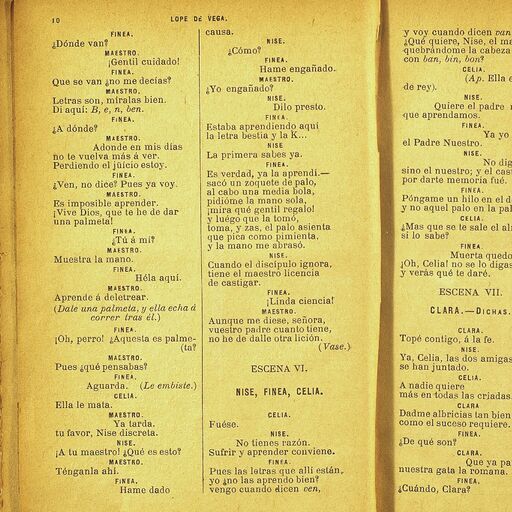 10
LOPE DE VEGA.
FINEA.
¿Dónde van?
MAESTRO.
¡Gentil cuidado!
FINEA.
Que se van ¿no me decías?
MAESTRO.
Letras son, míralas bien.
Di aquí: B, e, n, ben.
FINEA.
¿A dónde?
MAESTRO.
Adonde en mis días
no te vuelva más á ver.
Perdiendo el júicio estoy.
FINEA.
¿Ven, no dice? Pues ya voy.
MAESTRO.
Es imposible aprender.
¡Vive Dios, que te he de dar
una palmeta!
FINEA.
¿Tú á mí?
MAESTRO.
Muestra la mano.
FINEA.
Héla aquí.
MAESTRO.
Aprende á deletrear.
(Dale una palmeta, y ella echa á
correr tras él.)
FINEA.
¡Oh, perro! ¿Aquesta es palme-
(ta?
MAESTRO.
Pues ¿qué pensabas?
FINEA.
Aguarda. (Le embiste.)
CELIA.
Ella le mata.
MAESTRO.
Ya tarda.
tu favor, Nise discreta.
NISE.
¡A tu maestro! ¿Qué es esto?
MAESTRO.
Ténganla ahí.
FINEA.
Hame dado
causa.
NISE.
¿Cómo?
FINEA.
Hame engañado.
MAESTRO.
¿Yo engañado?
NISE.
Dilo presto.
FINEA.
Estaba aprendiendo aquí
la letra bestia y la K...
NISE
La primera sabes ya.
FINEA.
Es verdad, ya la aprendí.—
sacó un zoquete de palo,
al cabo una media bola,
pidióme la mano sola,
¡mira qué gentil regalo!
y luégo que la tomó,
toma, y zas, el palo asienta
que pica como pimienta,
y la mano me abrasó.
NISE.
Cuando el discípulo ignora,
tiene el maestro licencia
de castigar.
FINEA.
¡Linda ciencia!
MAESTRO.
Aunque me diese, señora,
vuestro padre cuanto tiene,
no he de dalle otra lición.
(Vase.)
ESCENA VI.
NISE, FINEA, CELIA.
CELIA.
Fuése.
NISE.
No tienes razón.
Sufrir y aprender conviene.
FINEA.
Pues las letras que allí están,
yo ¿no las aprendo bien?
vengo cuando dicen ven,
y voy cuando dicen van
¿Qué quiere, Nise, el ma
quebrándome la cabeza
con ban, bin, bon?
CELIA.
(Ap. Ella e
de rey).
NISE.
Quiere el padre
que aprendamos.
FINEA.
Ya yo
el Padre Nuestro.
NISE.
No dig
sino el nuestro; y el cas
por darte memoria fué.
FINEA.
Póngame un hilo en el d
y no aquel palo en la pal
CELIA.
¿Mas que se te sale el al
si lo sabe?
FINEA.
Muerta quedo
¡Oh, Celia! no se lo digas
y verás qué te daré.
ESCENA VII.
CLARA.—DICHAS.
CLARA.
Topé contigo, á la fe.
NISE.
Ya, Celia, las dos amigas
se han juntado.
CELIA.
A nadie quiere
más en todas las criadas.
CLARA
Dadme albricias tan bien
como el suceso requiere.
FINEA.
¿De qué son?
CLARA.
Que ya pa
nuestra gata la romana.
FINEA.
¿Cuándo, Clara?